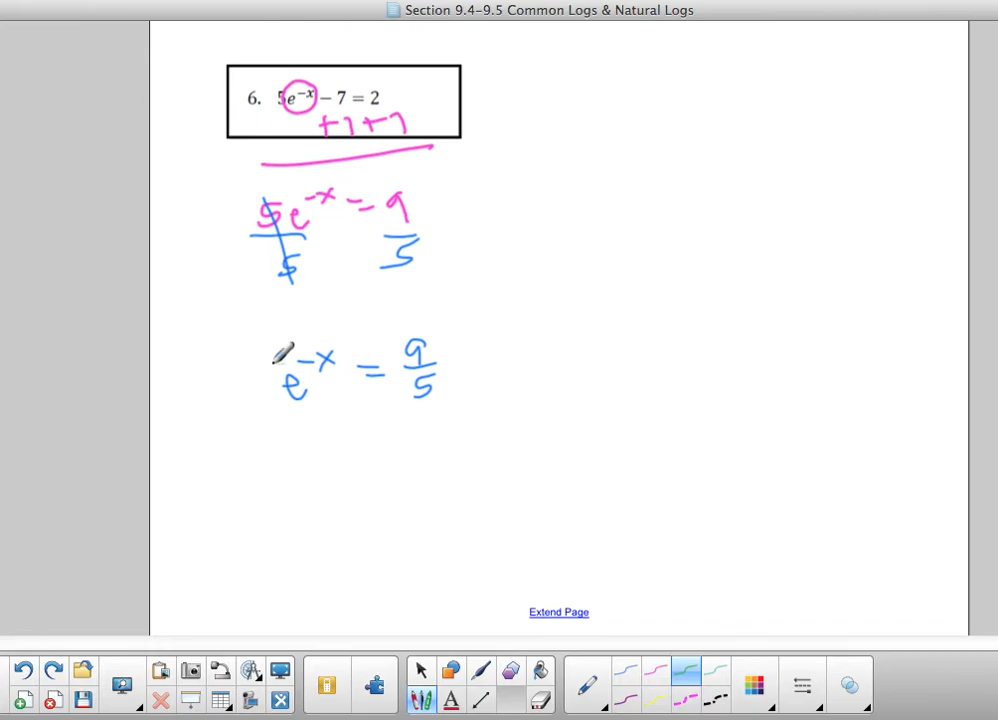 Section 9.4-9.5 Common Logs & Natural Logs
6. 5e⁻ˣ − 7 = 2
+7 +7
5e⁻ˣ = 9
5 5
e⁻ˣ = 9/5
Extend Page
A